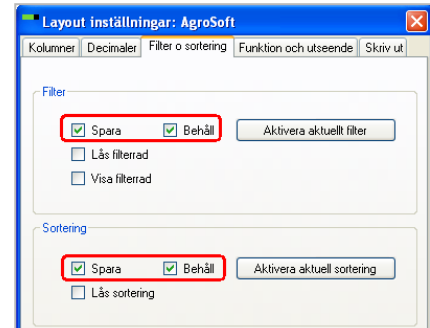 Layout inställningar: AgroSoft
Kolumner Decimaler Filter o sortering Funktion och utseende Skriv ut
Filter
Spara Behåll Aktivera aktuellt filter
Lås filterrad
Visa filterrad
Sortering
Spara Behåll Aktivera aktuell sortering
Lås sortering